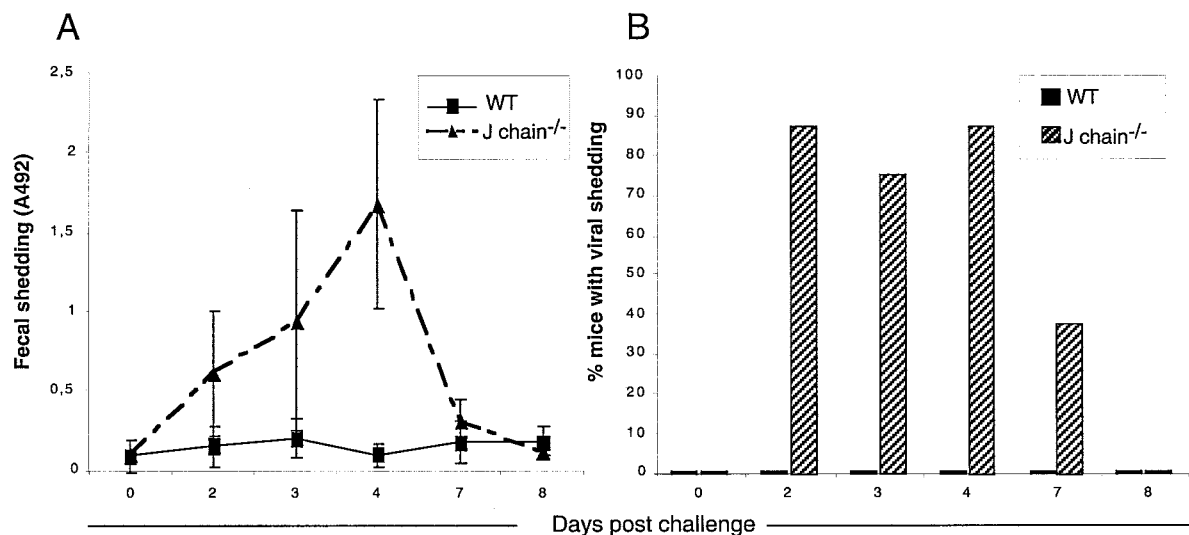 A
Fecal shedding (A492)
2,5
2
1,5
1
0,5
0
WT
J chain-/-
0 2 3 4 7 8
B
% mice with viral shedding
100
90
80
70
60
50
40
30
20
10
0
WT
J chain-/-
0 2 3 4 7 8
Days post challenge